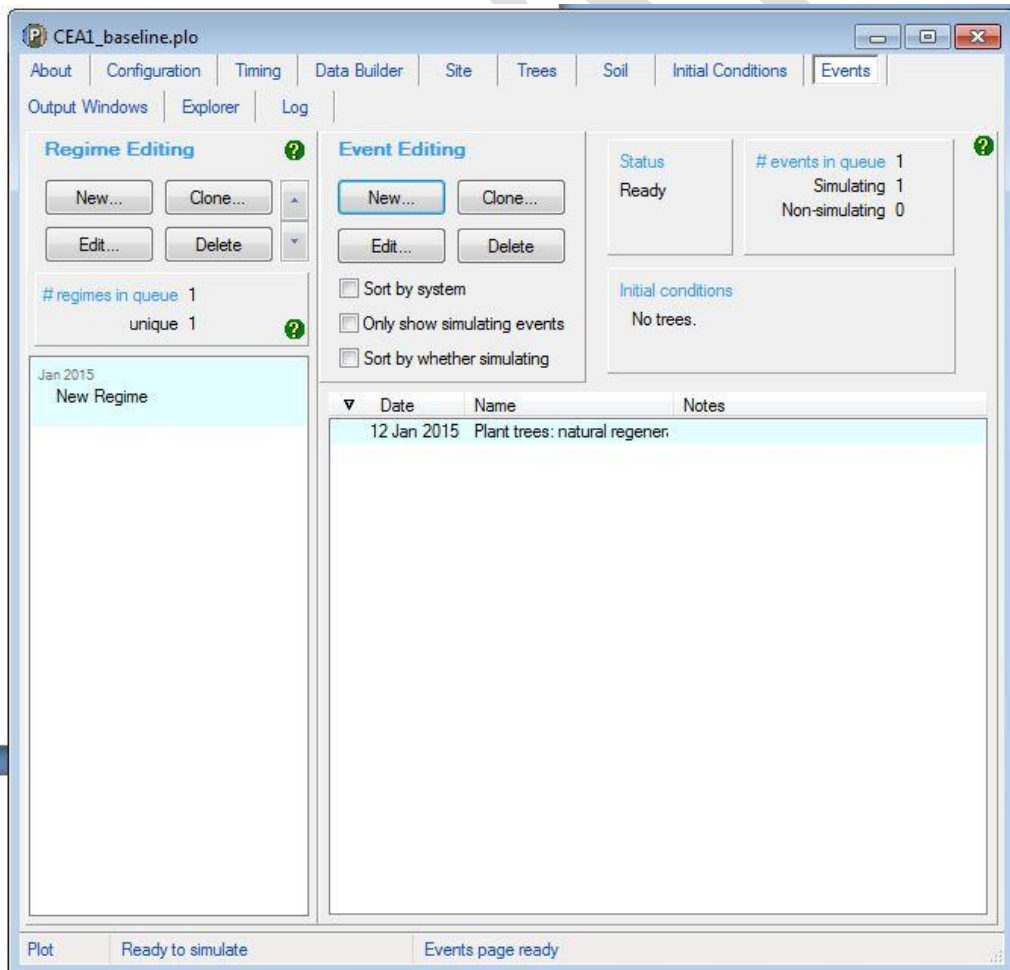 CEA1_baseline.plo
About Configuration Timing Data Builder Site Trees Soil Initial Conditions Events
Output Windows Explorer Log
Regime Editing ?
New... Clone...
Edit... Delete
# regimes in queue 1
unique 1 ?
Jan 2015
New Regime
Event Editing
New... Clone...
Edit... Delete
Sort by system
Only show simulating events
Sort by whether simulating
Status
Ready
# events in queue 1
Simulating 1
Non-simulating 0
?
Initial conditions
No trees.
Date Name Notes
12 Jan 2015 Plant trees: natural regener
Plot Ready to simulate Events page ready